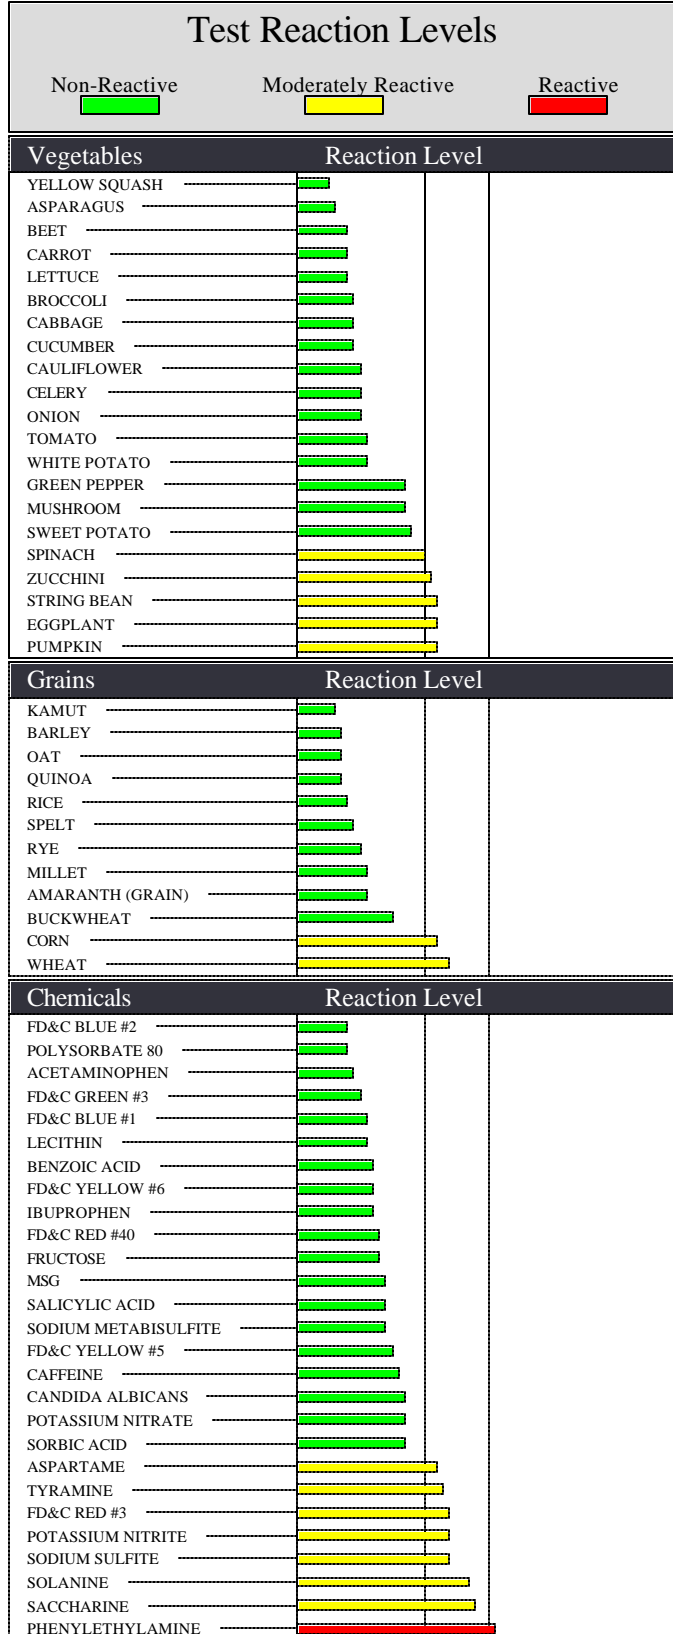 Test Reaction Levels
Non-Reactive Moderately Reactive Reactive
Vegetables Reaction Level
YELLOW SQUASH
ASPARAGUS
BEET
CARROT
LETTUCE
BROCCOLI
CABBAGE
CUCUMBER
CAULIFLOWER
CELERY
ONION
TOMATO
WHITE POTATO
GREEN PEPPER
MUSHROOM
SWEET POTATO
SPINACH
ZUCCHINI
STRING BEAN
EGGPLANT
PUMPKIN
Grains Reaction Level
KAMUT
BARLEY
OAT
QUINOA
RICE
SPELT
RYE
MILLET
AMARANTH (GRAIN)
BUCKWHEAT
CORN
WHEAT
Chemicals Reaction Level
FD&C BLUE #2
POLYSORBATE 80
ACETAMINOPHEN
FD&C GREEN #3
FD&C BLUE #1
LECITHIN
BENZOIC ACID
FD&C YELLOW #6
IBUPROPHEN
FD&C RED #40
FRUCTOSE
MSG
SALICYLIC ACID
SODIUM METABISULFITE
FD&C YELLOW #5
CAFFEINE
CANDIDA ALBICANS
POTASSIUM NITRATE
SORBIC ACID
ASPARTAME
TYRAMINE
FD&C RED #3
POTASSIUM NITRITE
SODIUM SULFITE
SOLANINE
SACCHARINE
PHENYLETHYLAMINE